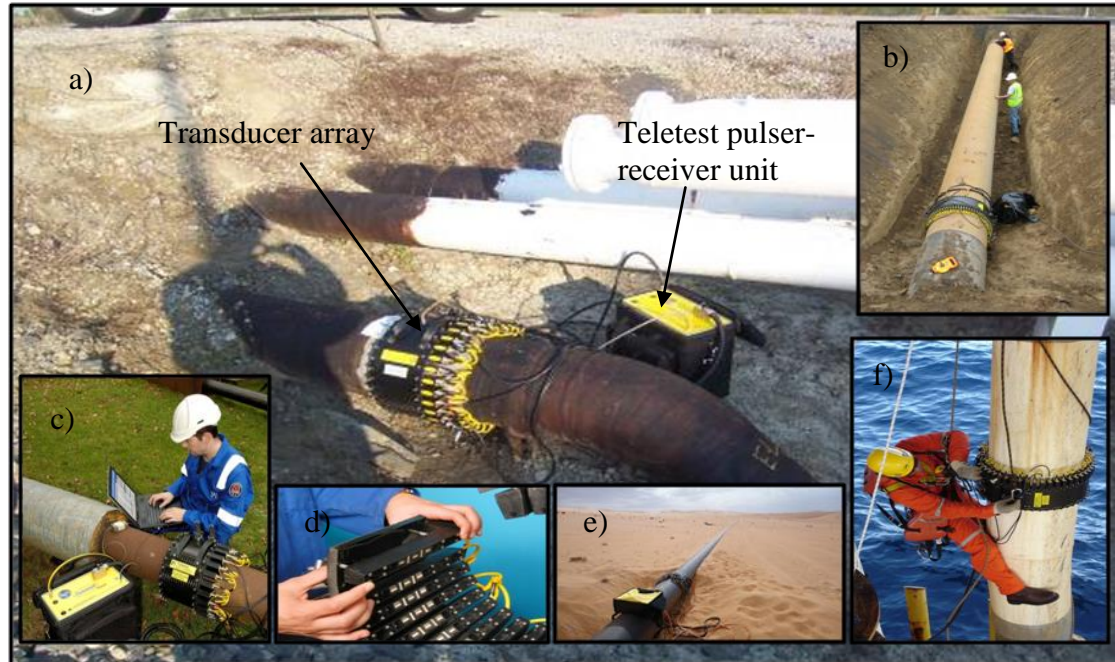 a)
Transducer array
Teletest pulser-
receiver unit
b)
c)
d)
e)
f)